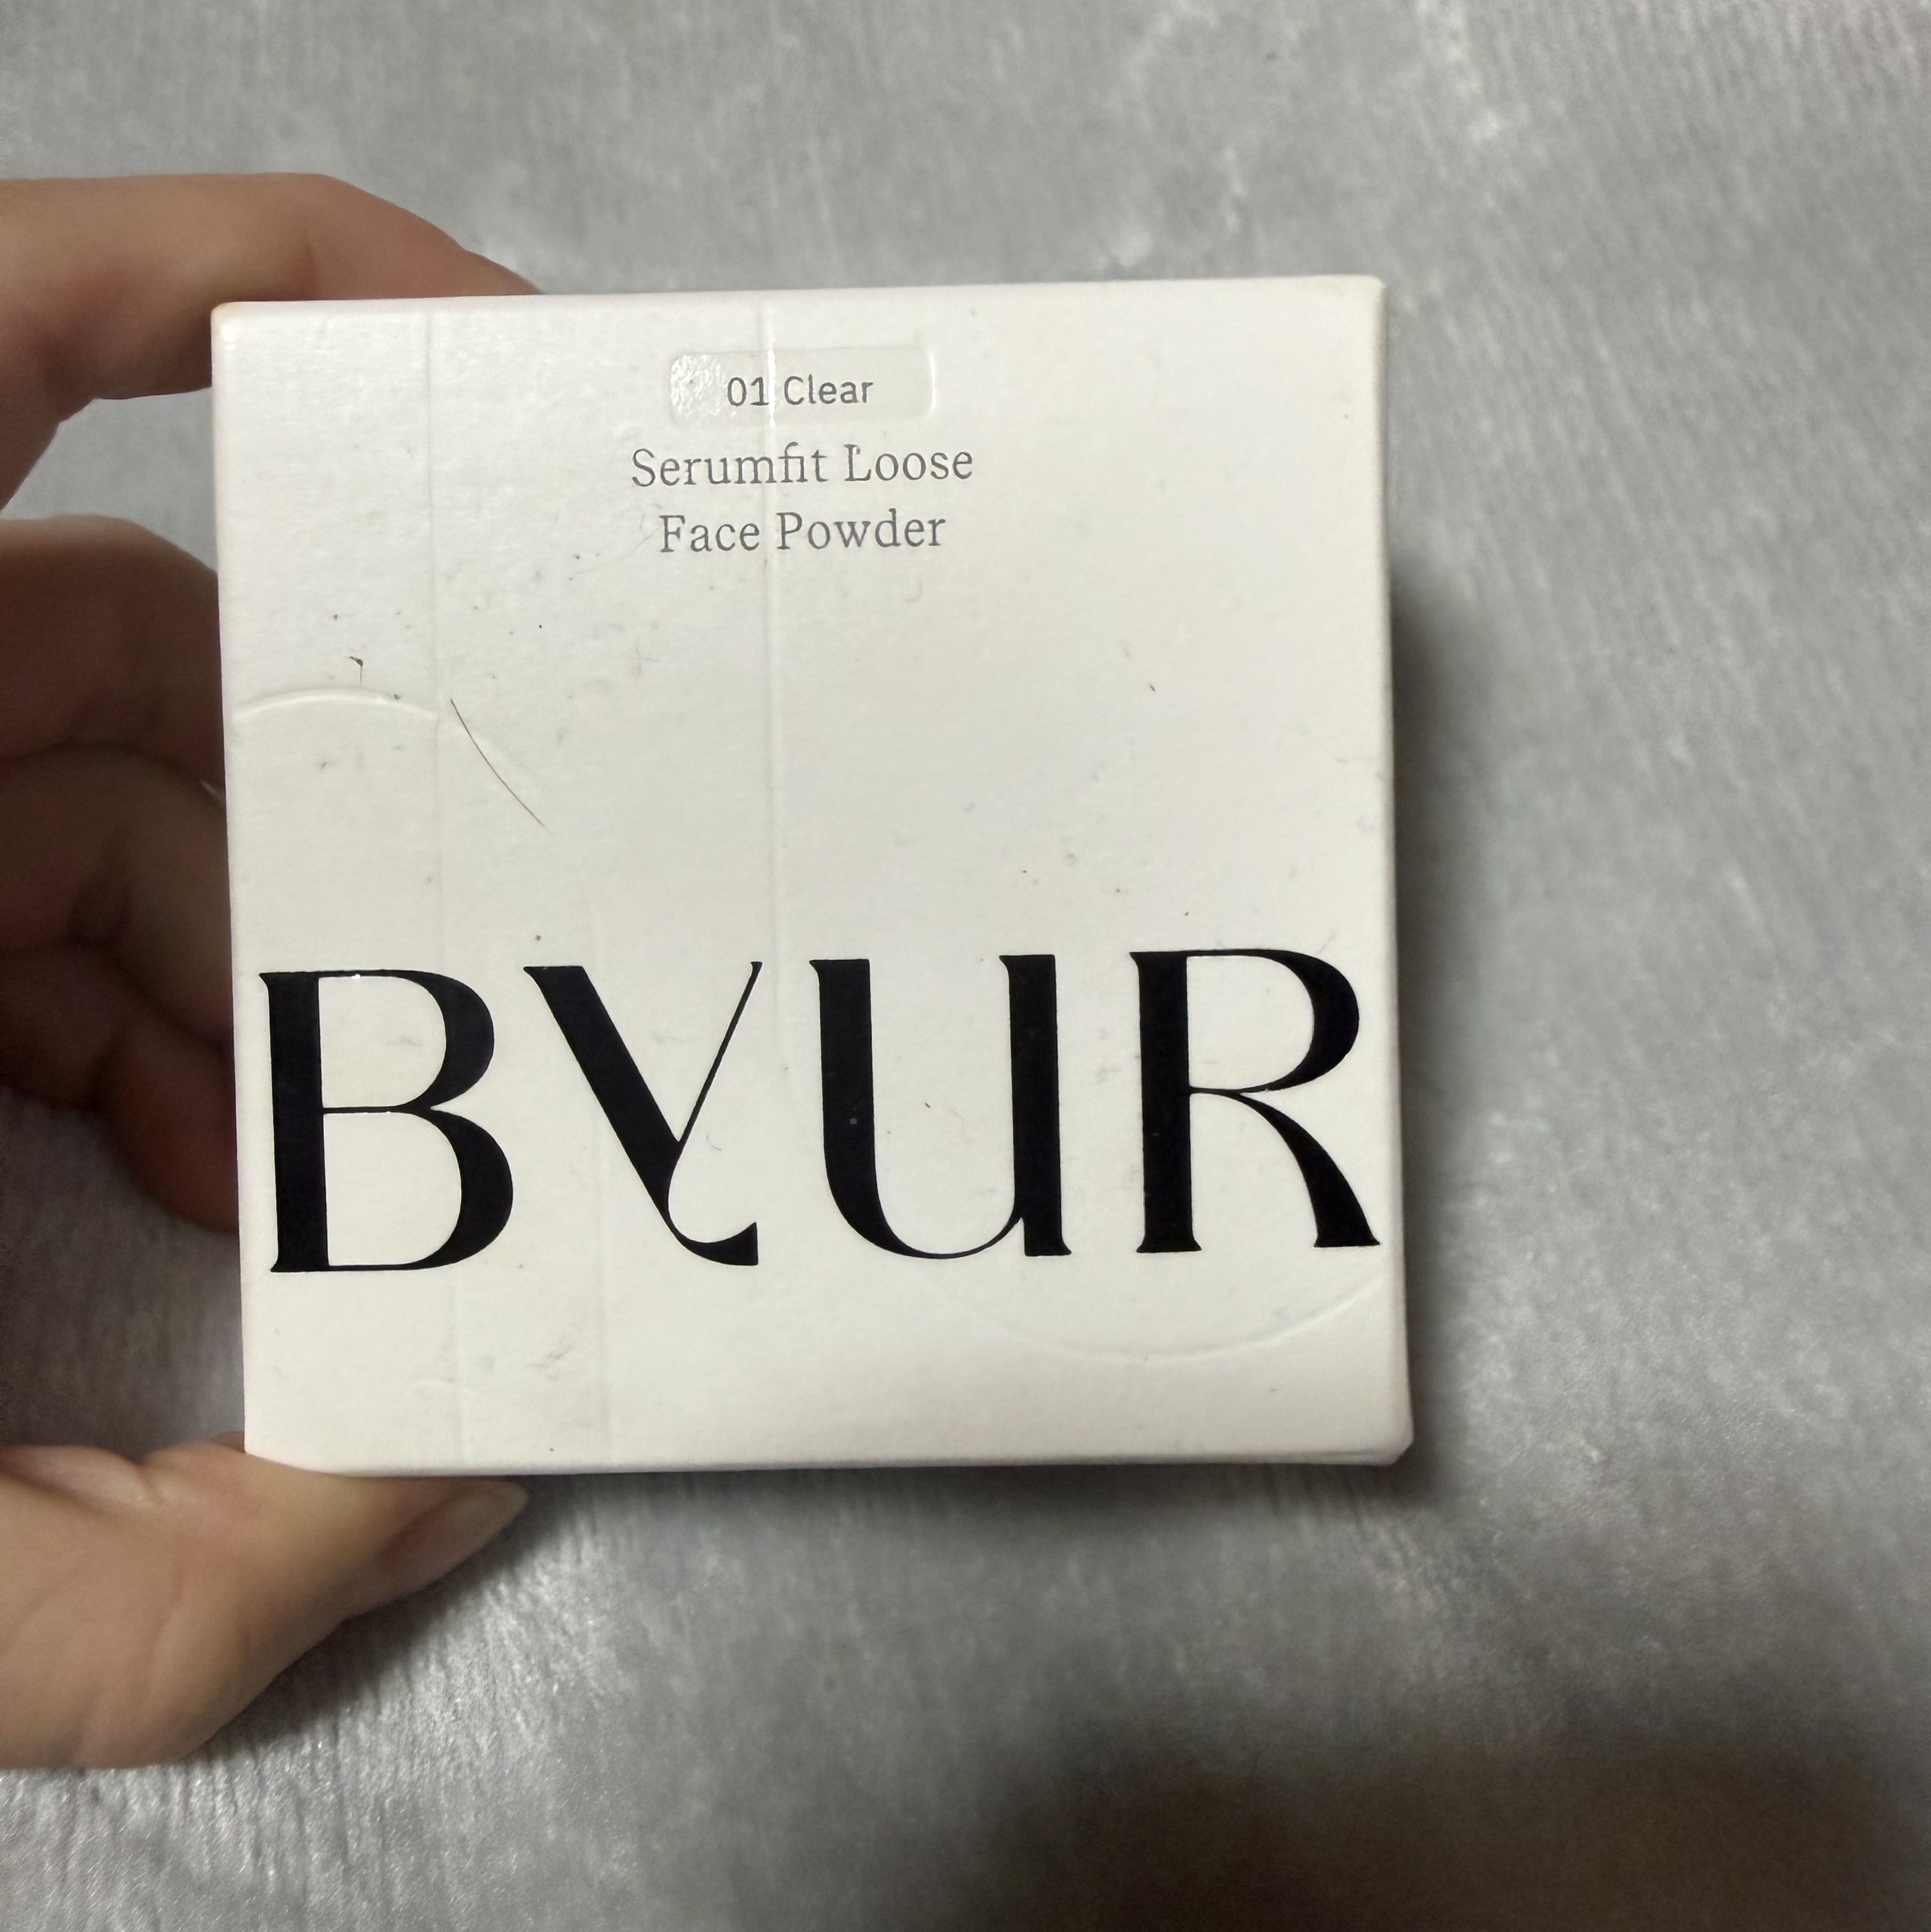 01 Clear
Serumfit Loose
Face Powder
BYUR